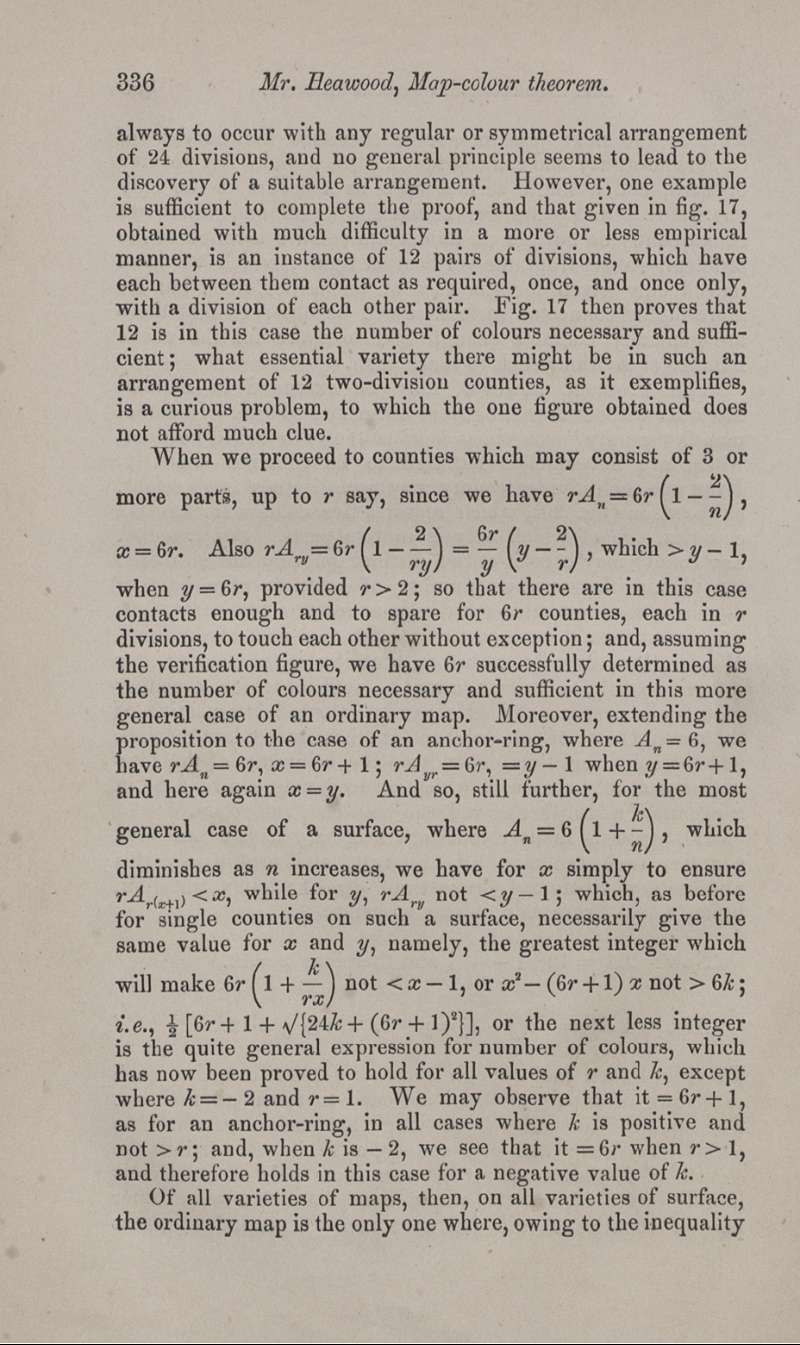 336 Mr. Heawood, Map-colour theorem.
always to occur with any regular or symmetrical arrangement
of 24 divisions, and no general principle seems to lead to the
discovery of a suitable arrangement. However, one example
is sufficient to complete the proof, and that given in fig. 17,
obtained with much difficulty in a more or less empirical
manner, is an instance of 12 pairs of divisions, which have
each between them contact as required, once, and once only,
with a division of each other pair. Fig. 17 then proves that
12 is in this case the number of colours necessary and suffi-
cient; what essential variety there might be in such an
arrangement of 12 two-division counties, as it exemplifies,
is a curious problem, to which the one figure obtained does
not afford much clue.
When we proceed to counties which may consist of 3 or
more parts, up to r say, since we have rA_n = 6r (1 − 2/n),
x = 6r. Also rA_{ry} = 6r (1 − 2/ry) = 6r/y (y − 2/r), which > y − 1,
when y = 6r, provided r > 2; so that there are in this case
contacts enough and to spare for 6r counties, each in r
divisions, to touch each other without exception; and, assuming
the verification figure, we have 6r successfully determined as
the number of colours necessary and sufficient in this more
general case of an ordinary map. Moreover, extending the
proposition to the case of an anchor-ring, where A_n = 6, we
have rA_n = 6r, x = 6r + 1; rA_{yr} = 6r, = y − 1 when y = 6r + 1,
and here again x = y. And so, still further, for the most
general case of a surface, where A_n = 6 (1 + k/n), which
diminishes as n increases, we have for x simply to ensure
rA_{r(x+1)} < x, while for y, rA_{ry} not < y − 1; which, as before
for single counties on such a surface, necessarily give the
same value for x and y, namely, the greatest integer which
will make 6r (1 + k/rx) not < x − 1, or x² − (6r + 1) x not > 6k;
i.e., ½ [6r + 1 + √{24k + (6r + 1)²}], or the next less integer
is the quite general expression for number of colours, which
has now been proved to hold for all values of r and k, except
where k = − 2 and r = 1. We may observe that it = 6r + 1,
as for an anchor-ring, in all cases where k is positive and
not > r; and, when k is − 2, we see that it = 6r when r > 1,
and therefore holds in this case for a negative value of k.
Of all varieties of maps, then, on all varieties of surface,
the ordinary map is the only one where, owing to the inequality